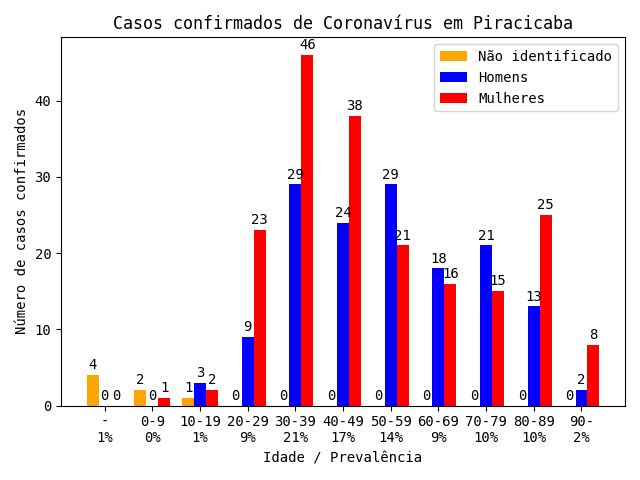 Casos confirmados de Coronavírus em Piracicaba
Não identificado
Homens
Mulheres
Número de casos confirmados
40
30
20
10
0
4 0 0
2 0 1
1 3 2
0 9 23
0 29 46
0 24 38
0 29 21
0 18 16
0 21 15
0 13 25
0 2 8
- 0-9 10-19 20-29 30-39 40-49 50-59 60-69 70-79 80-89 90-
1% 0% 1% 9% 21% 17% 14% 9% 10% 10% 2%
Idade / Prevalência